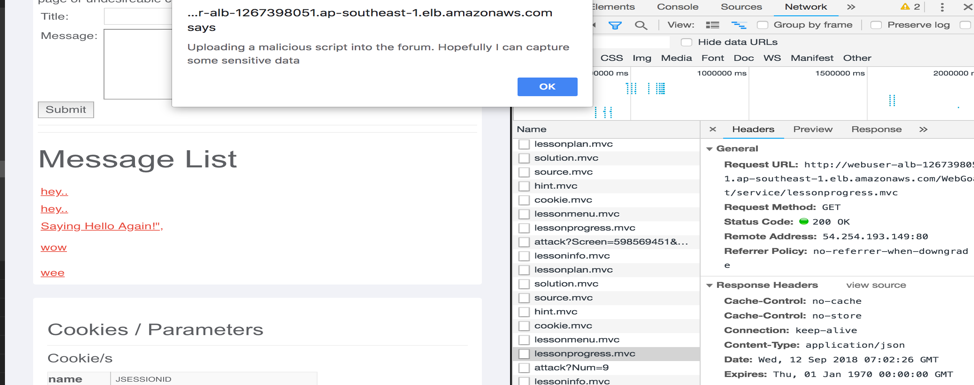 page or undesireable c
Title:
Message:
Submit
...r-alb-1267398051.ap-southeast-1.elb.amazonaws.com
says
Uploading a malicious script into the forum. Hopefully I can capture
some sensitive data
OK
Message List
hey..
hey..
Saying Hello Again!",
wow
wee
Cookies / Parameters
Cookie/s
name JSESSIONID
Elements Console Sources Network » 2
View: Group by frame Preserve log
Hide data URLs
CSS Img Media Font Doc WS Manifest Other
00000 ms 1000000 ms 1500000 ms 2000000 m
Name
lessonplan.mvc
solution.mvc
source.mvc
hint.mvc
cookie.mvc
lessonmenu.mvc
lessonprogress.mvc
attack?Screen=598569451&...
lessoninfo.mvc
lessonplan.mvc
solution.mvc
source.mvc
hint.mvc
cookie.mvc
lessonmenu.mvc
lessonprogress.mvc
attack?Num=9
lessoninfo.mvc
× Headers Preview Response »
General
Request URL: http://webuser-alb-126739805
1.ap-southeast-1.elb.amazonaws.com/WebGoa
t/service/lessonprogress.mvc
Request Method: GET
Status Code: 200 OK
Remote Address: 54.254.193.149:80
Referrer Policy: no-referrer-when-downgrad
e
Response Headers view source
Cache-Control: no-cache
Cache-Control: no-store
Connection: keep-alive
Content-Type: application/json
Date: Wed, 12 Sep 2018 07:02:26 GMT
Expires: Thu, 01 Jan 1970 00:00:00 GMT